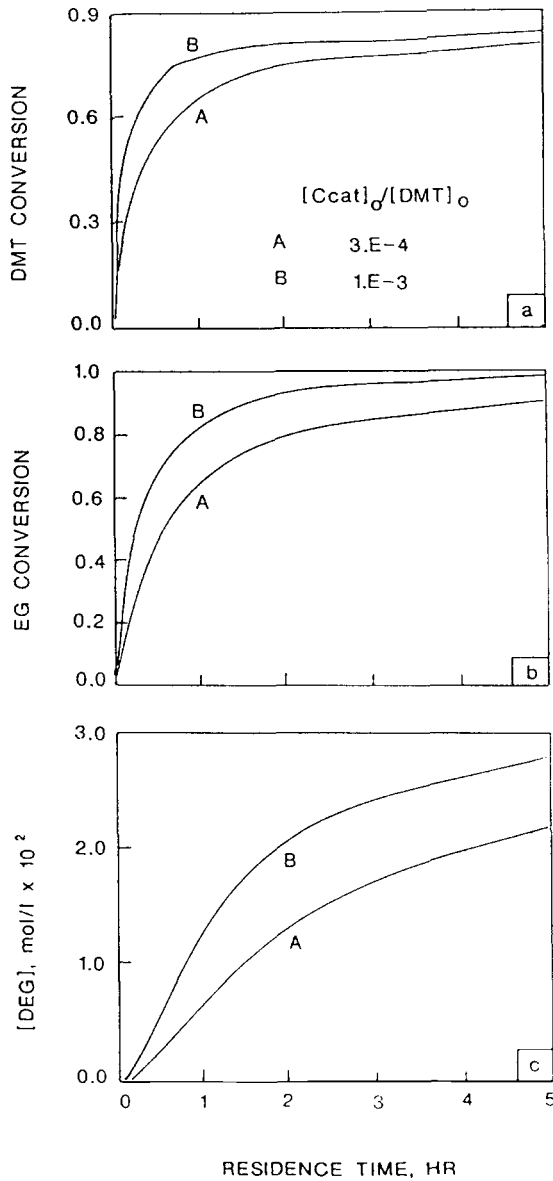 0.9
0.6
0.3
0.0
DMT CONVERSION
B
A
[Ccat]o/[DMT]o
A 3.E-4
B 1.E-3
a
1.0
0.8
0.6
0.4
0.2
0.0
EG CONVERSION
B
A
b
3.0
2.0
1.0
0.0
[DEG], mol/l x 10²
B
A
c
0 1 2 3 4 5
RESIDENCE TIME, HR